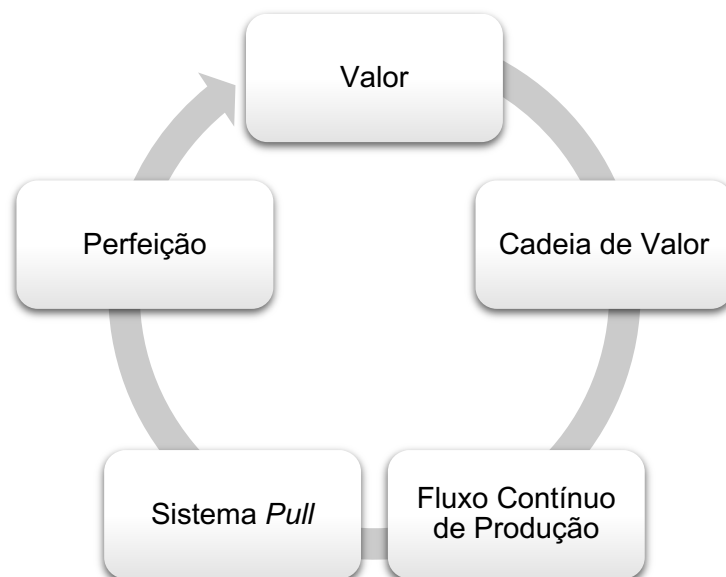 Valor
Cadeia de Valor
Fluxo Contínuo
de Produção
Sistema Pull
Perfeição